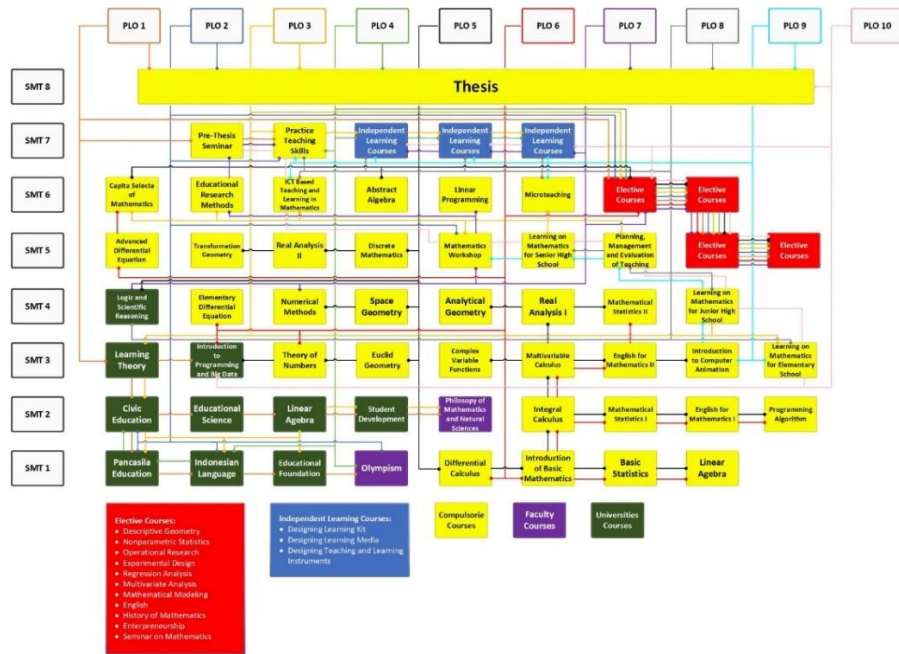 PLO 1
PLO 2
PLO 3
PLO 4
PLO 5
PLO 6
PLO 7
PLO 8
PLO 9
PLO 10
SMT 8
Thesis
SMT 7
Pre-Thesis
Seminar
Practice
Teaching
Skills
Independent
Learning
Courses
Independent
Learning
Courses
Independent
Learning
Courses
SMT 6
Capita Selecta
of
Mathematics
Educational
Research
Methods
ICT Based
Teaching and
Learning in
Mathematics
Abstract
Algebra
Linear
Programming
Microteaching
Elective
Courses
Elective
Courses
SMT 5
Advanced
Differential
Equation
Transformation
Geometry
Real Analysis
II
Discrete
Mathematics
Mathematics
Workshop
Learning on
Mathematics
for Senior High
School
Planning,
Management
and Evaluation
of Teaching
Elective
Courses
Elective
Courses
SMT 4
Logic and
Scientific
Reasoning
Elementary
Differential
Equation
Numerical
Methods
Space
Geometry
Analytical
Geometry
Real
Analysis I
Mathematical
Statistics II
Learning on
Mathematics
for Junior High
School
SMT 3
Learning
Theory
Introduction
to
Programming
and Big Data
Theory of
Numbers
Euclid
Geometry
Complex
Variable
Functions
Multivariable
Calculus
English for
Mathematics II
Introduction
to Computer
Animation
Learning on
Mathematics
for Elementary
School
SMT 2
Civic
Education
Educational
Science
Linear
Agebra
Student
Development
Philosopy of
Mathematics
and Natural
Sciences
Integral
Calculus
Mathematical
Statistics I
English for
Mathematics I
Programming
Algorithm
SMT 1
Pancasila
Education
Indonesian
Language
Educational
Foundation
Olympism
Differential
Calculus
Introduction
of Basic
Mathematics
Basic
Statistics
Linear
Agebra
Elective Courses:
• Descriptive Geometry
• Nonparametric Statistics
• Operational Research
• Experimental Design
• Regression Analysis
• Multivariate Analysis
• Mathematical Modeling
• English
• History of Mathematics
• Enterpreneurship
• Seminar on Mathematics
Independent Learning Courses:
• Designing Learning Kit
• Designing Learning Media
• Designing Teaching and Learning
Instruments
Compulsorie
Courses
Faculty
Courses
Universities
Courses